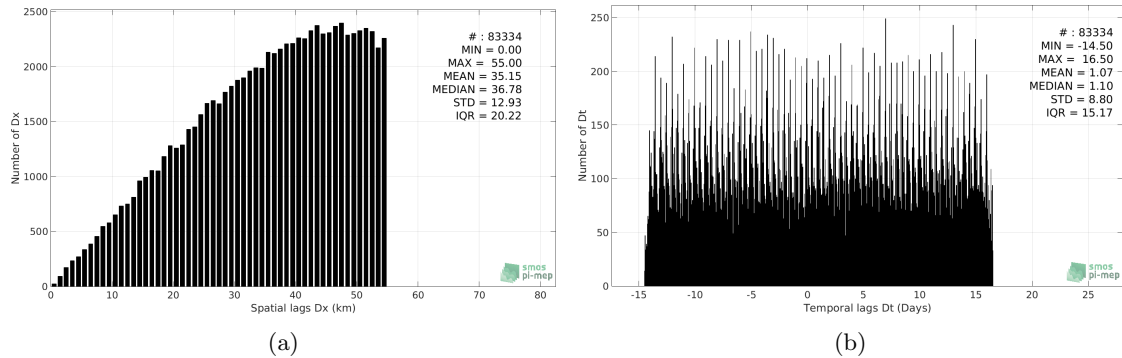 2500
2000
1500
1000
500
0
0
10
20
30
40
50
60
70
80
Number of Dx
Spatial lags Dx (km)
# : 83334
MIN = 0.00
MAX = 55.00
MEAN = 35.15
MEDIAN = 36.78
STD = 12.93
IQR = 20.22
smos
pi-mep
(a)
250
200
150
100
50
0
-15
-10
-5
0
5
10
15
20
25
Number of Dt
Temporal lags Dt (Days)
# : 83334
MIN = -14.50
MAX = 16.50
MEAN = 1.07
MEDIAN = 1.10
STD = 8.80
IQR = 15.17
smos
pi-mep
(b)